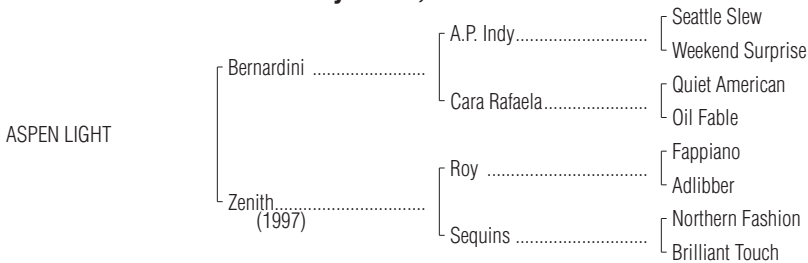 Seattle Slew
A.P. Indy............................
Weekend Surprise
Bernardini ........................
Quiet American
Cara Rafaela......................
Oil Fable
ASPEN LIGHT
Fappiano
Roy ..................................
Adlibber
Zenith................................
(1997)
Northern Fashion
Sequins ............................
Brilliant Touch